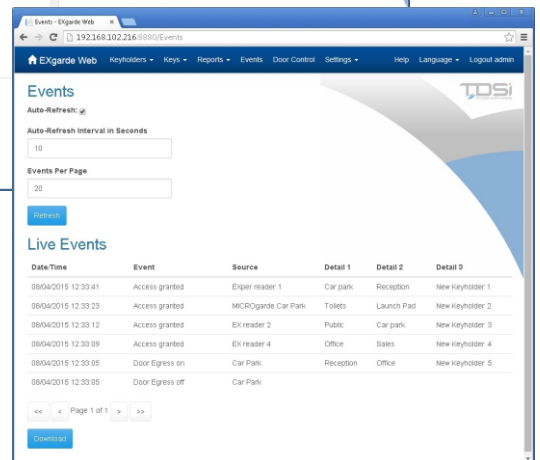 Events - EXgarde Web
192.168.102.216:8880/Events
EXgarde Web Keyholders Keys Reports Events Door Control Settings Help Language Logout admin
Events
TDSi
Auto-Refresh:
Auto-Refresh Interval in Seconds
10
Events Per Page
20
Refresh
Live Events
Date/Time Event Source Detail 1 Detail 2 Detail 3
08/04/2015 12:33:41 Access granted EXper reader 1 Car park Reception New Keyholder 1
08/04/2015 12:33:23 Access granted MICROgarde Car Park Toilets Launch Pad New Keyholder 2
08/04/2015 12:33:12 Access granted EX reader 2 Public Car park New Keyholder 3
08/04/2015 12:33:09 Access granted EX reader 4 Office Sales New Keyholder 4
08/04/2015 12:33:05 Door Egress on Car Park Reception Office New Keyholder 5
08/04/2015 12:33:05 Door Egress off Car Park
<< < Page 1 of 1 > >>
Download